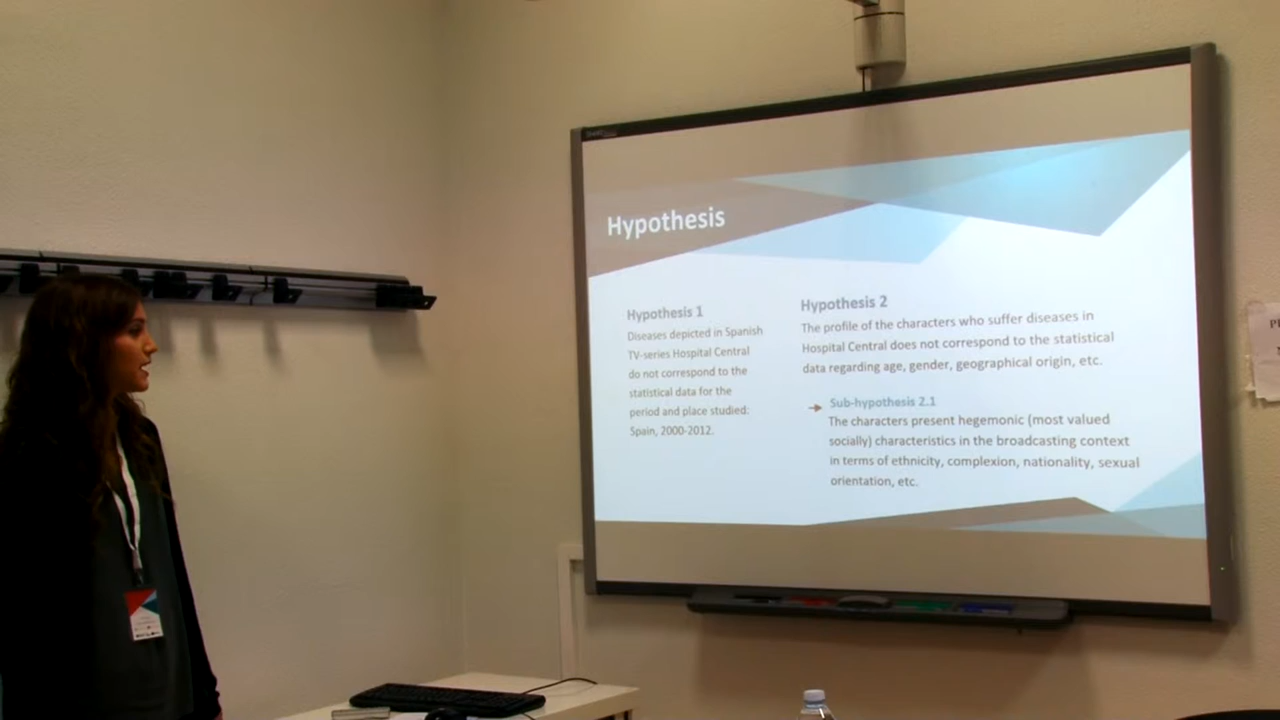 Hypothesis
Hypothesis 1
Diseases depicted in Spanish
TV-series Hospital Central
do not correspond to the
statistical data for the
period and place studied:
Spain, 2000-2012.
Hypothesis 2
The profile of the characters who suffer diseases in
Hospital Central does not correspond to the statistical
data regarding age, gender, geographical origin, etc.
Sub-hypothesis 2.1
The characters present hegemonic (most valued
socially) characteristics in the broadcasting context
in terms of ethnicity, complexion, nationality, sexual
orientation, etc.